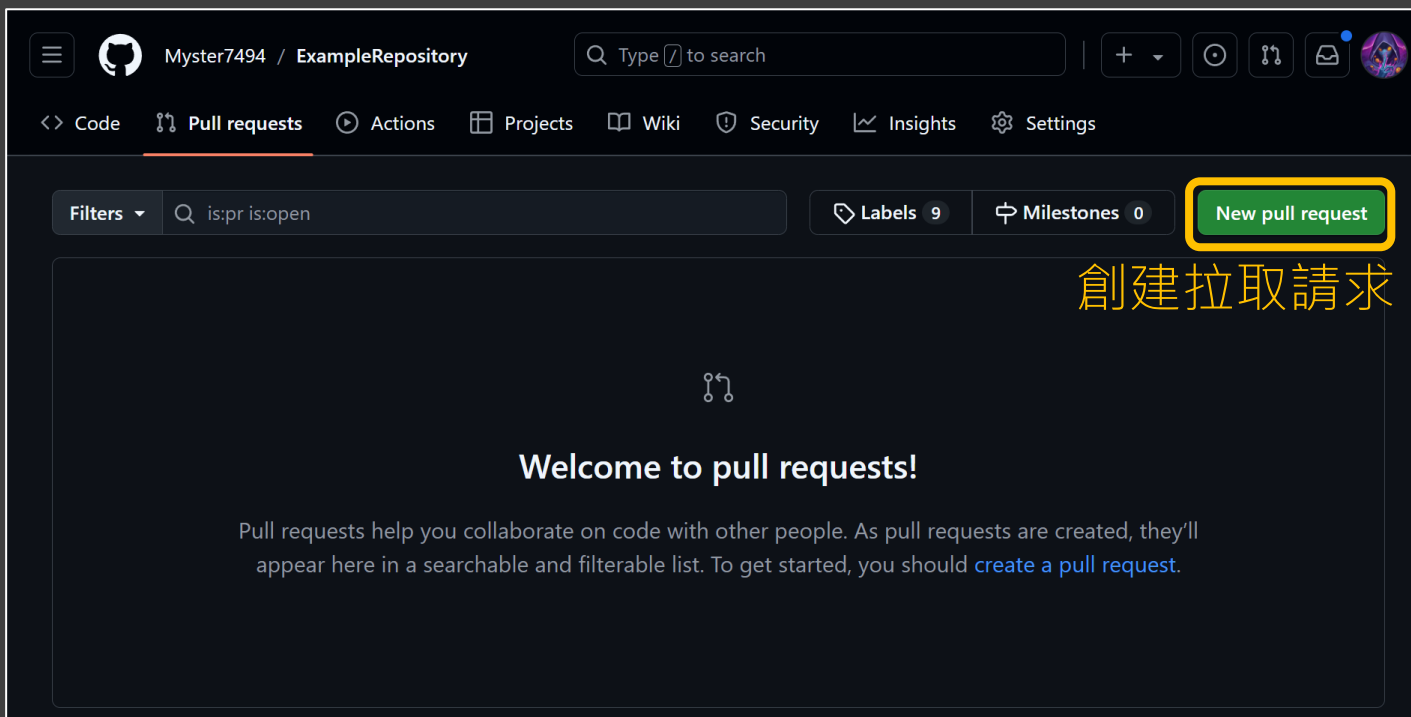 Myster7494 / ExampleRepository
Type / to search
Code Pull requests Actions Projects Wiki Security Insights Settings
Filters is:pr is:open Labels 9 Milestones 0 New pull request
創建拉取請求
Welcome to pull requests!
Pull requests help you collaborate on code with other people. As pull requests are created, they’ll
appear here in a searchable and filterable list. To get started, you should create a pull request.